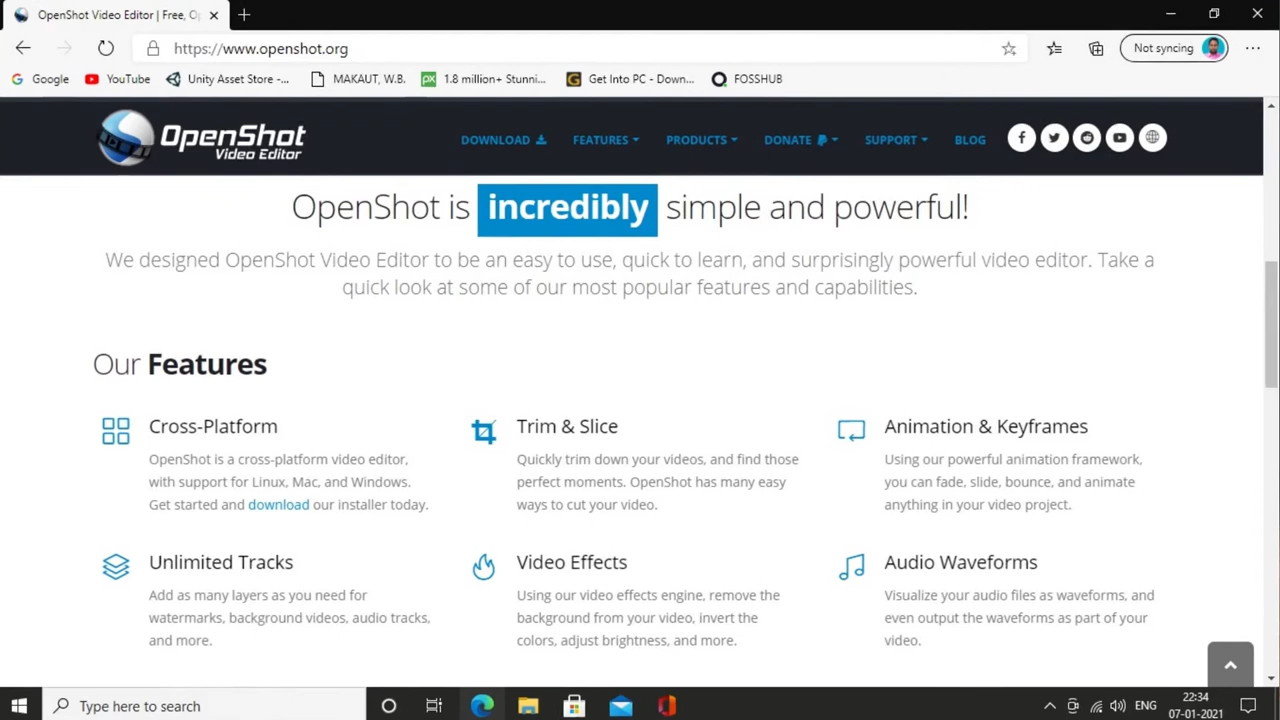 OpenShot Video Editor | Free, O
https://www.openshot.org
Not syncing
Google
YouTube
Unity Asset Store -...
MAKAUT, W.B.
px
1.8 million+ Stunni...
G
Get Into PC - Down...
FOSSHUB
OpenShot
Video Editor
DOWNLOAD
FEATURES
PRODUCTS
DONATE
SUPPORT
BLOG
OpenShot is incredibly simple and powerful!
We designed OpenShot Video Editor to be an easy to use, quick to learn, and surprisingly powerful video editor. Take a
quick look at some of our most popular features and capabilities.
Our Features
Cross-Platform
OpenShot is a cross-platform video editor,
with support for Linux, Mac, and Windows.
Get started and download our installer today.
Trim & Slice
Quickly trim down your videos, and find those
perfect moments. OpenShot has many easy
ways to cut your video.
Animation & Keyframes
Using our powerful animation framework,
you can fade, slide, bounce, and animate
anything in your video project.
Unlimited Tracks
Add as many layers as you need for
watermarks, background videos, audio tracks,
and more.
Video Effects
Using our video effects engine, remove the
background from your video, invert the
colors, adjust brightness, and more.
Audio Waveforms
Visualize your audio files as waveforms, and
even output the waveforms as part of your
video.
Type here to search
ENG
22:34
07-01-2021